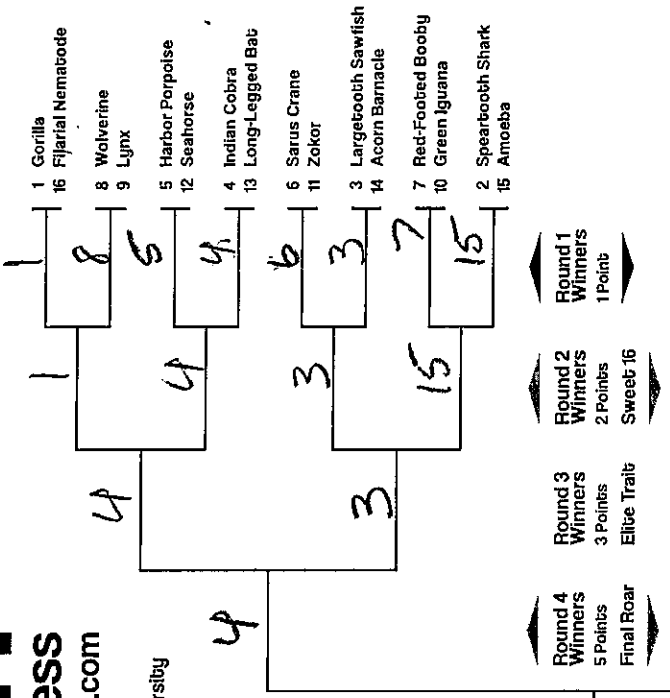 ess
.com
rsity
1 Gorilla
16 Fijarial Nematode
8 Wolverine
9 Lynx
5 Harbor Porpoise
12 Seahorse
4 Indian Cobra
13 Long-Legged Bat
6 Sarus Crane
11 Zokor
3 Largetooth Sawfish
14 Acorn Barnacle
7 Red-Footed Booby
10 Green Iguana
2 Speartooth Shark
15 Amoeba
1
8
5
4
6
3
7
15
1
4
3
15
4
3
4
Round 4
Winners
5 Points
Final Roar
Round 3
Winners
3 Points
Elite Trait
Round 2
Winners
2 Points
Sweet 16
Round 1
Winners
1 Point